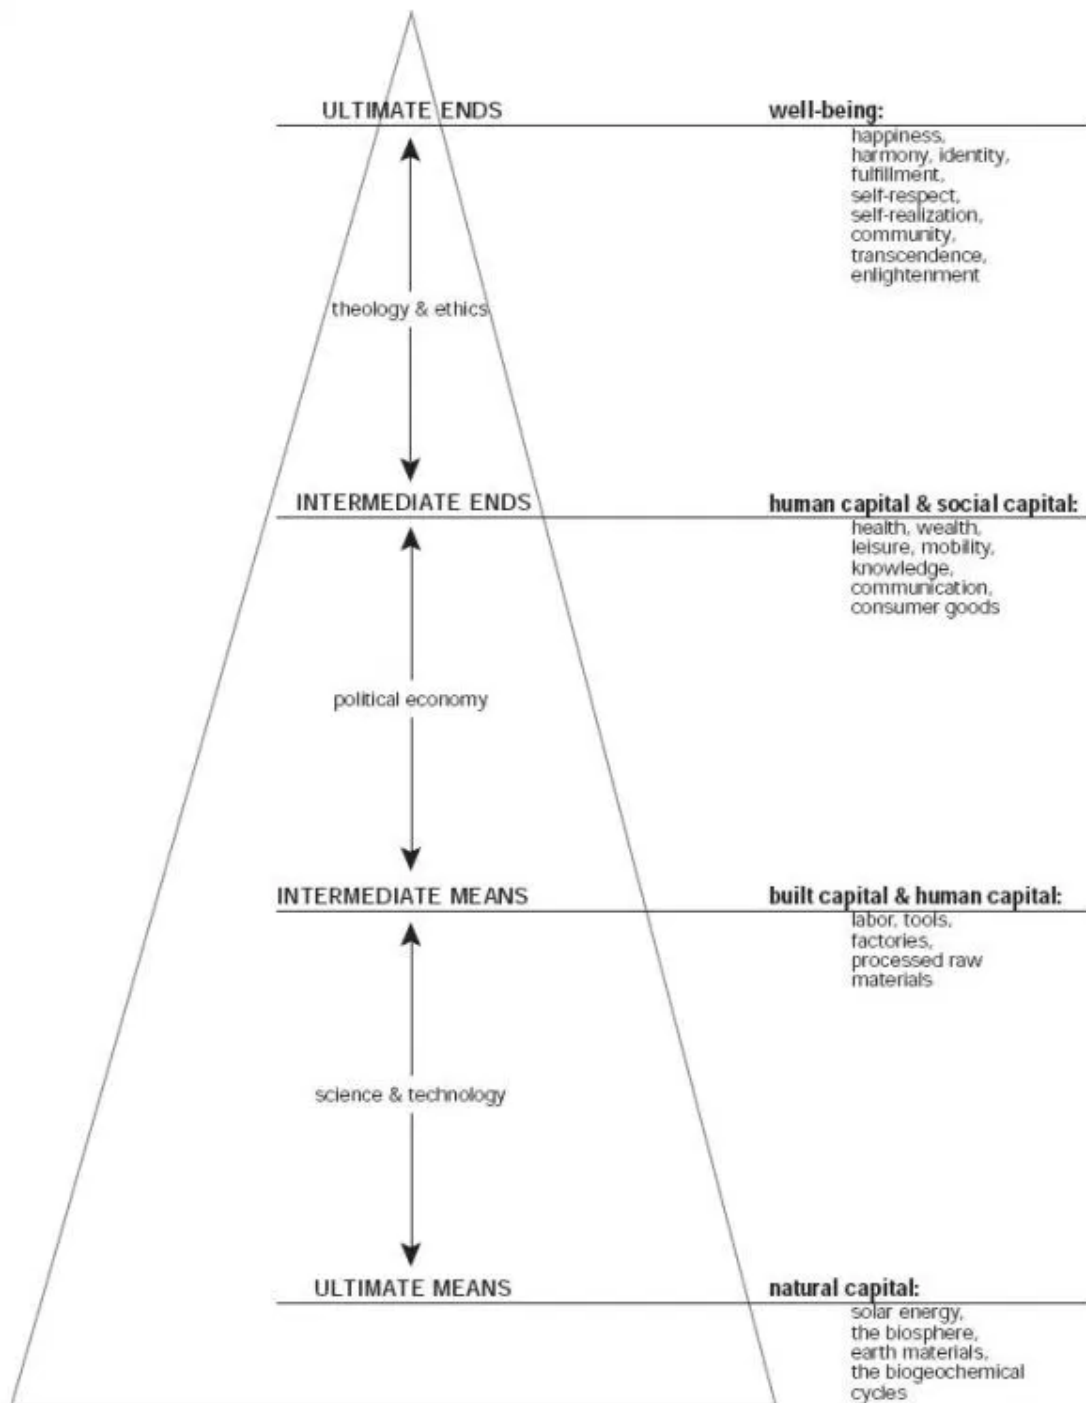 ULTIMATE ENDS
well-being:
happiness,
harmony, identity,
fulfillment,
self-respect,
self-realization,
community,
transcendence,
enlightenment
theology & ethics
INTERMEDIATE ENDS
human capital & social capital:
health, wealth,
leisure, mobility,
knowledge,
communication,
consumer goods
political economy
INTERMEDIATE MEANS
built capital & human capital:
labor, tools,
factories,
processed raw
materials
science & technology
ULTIMATE MEANS
natural capital:
solar energy,
the biosphere,
earth materials,
the biogeochemical
cycles